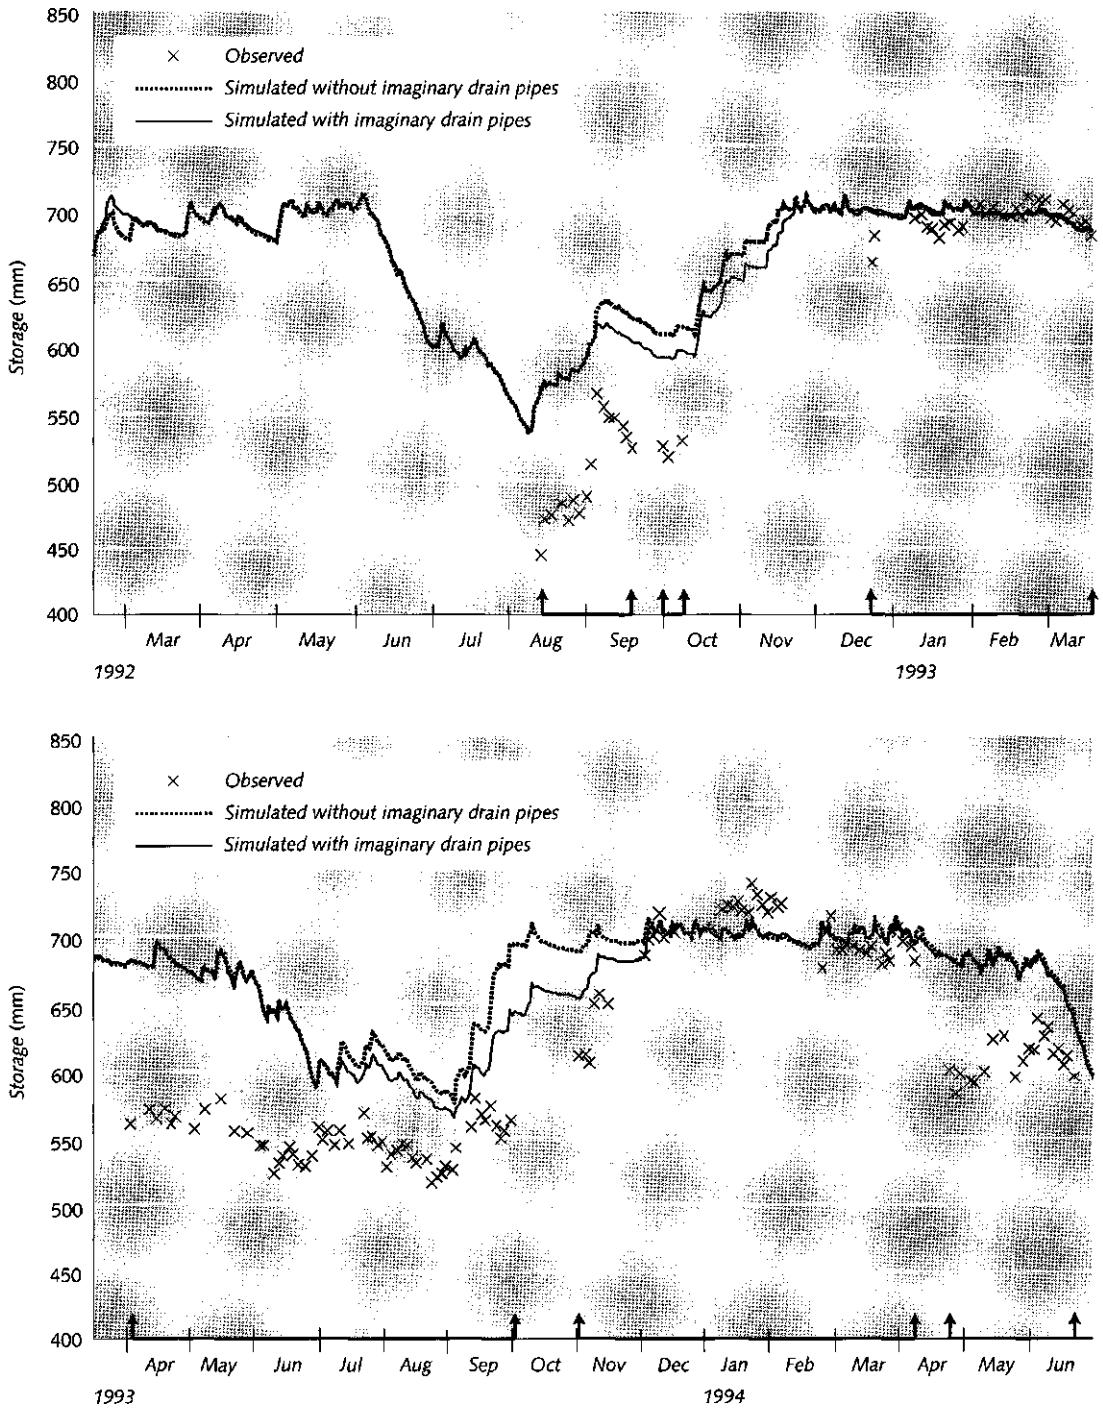 850
800
750
700
650
600
550
500
450
400
Storage (mm)
× Observed
Simulated without imaginary drain pipes
Simulated with imaginary drain pipes
Mar Apr May Jun Jul Aug Sep Oct Nov Dec Jan Feb Mar
1992 1993
850
800
750
700
650
600
550
500
450
400
Storage (mm)
× Observed
Simulated without imaginary drain pipes
Simulated with imaginary drain pipes
Apr May Jun Jul Aug Sep Oct Nov Dec Jan Feb Mar Apr May Jun
1993 1994